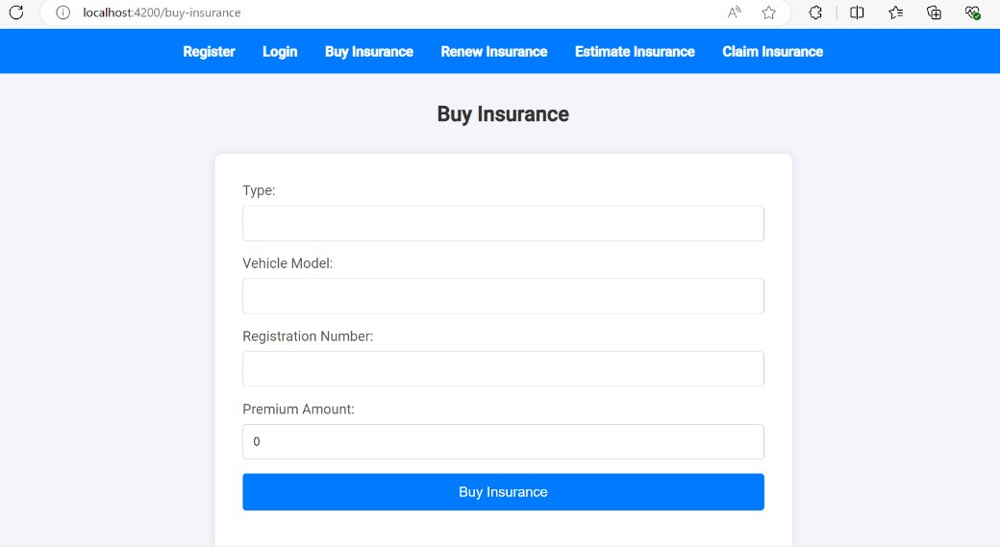 localhost:4200/buy-insurance
Register Login Buy Insurance Renew Insurance Estimate Insurance Claim Insurance
Buy Insurance
Type:
Vehicle Model:
Registration Number:
Premium Amount:
0
Buy Insurance